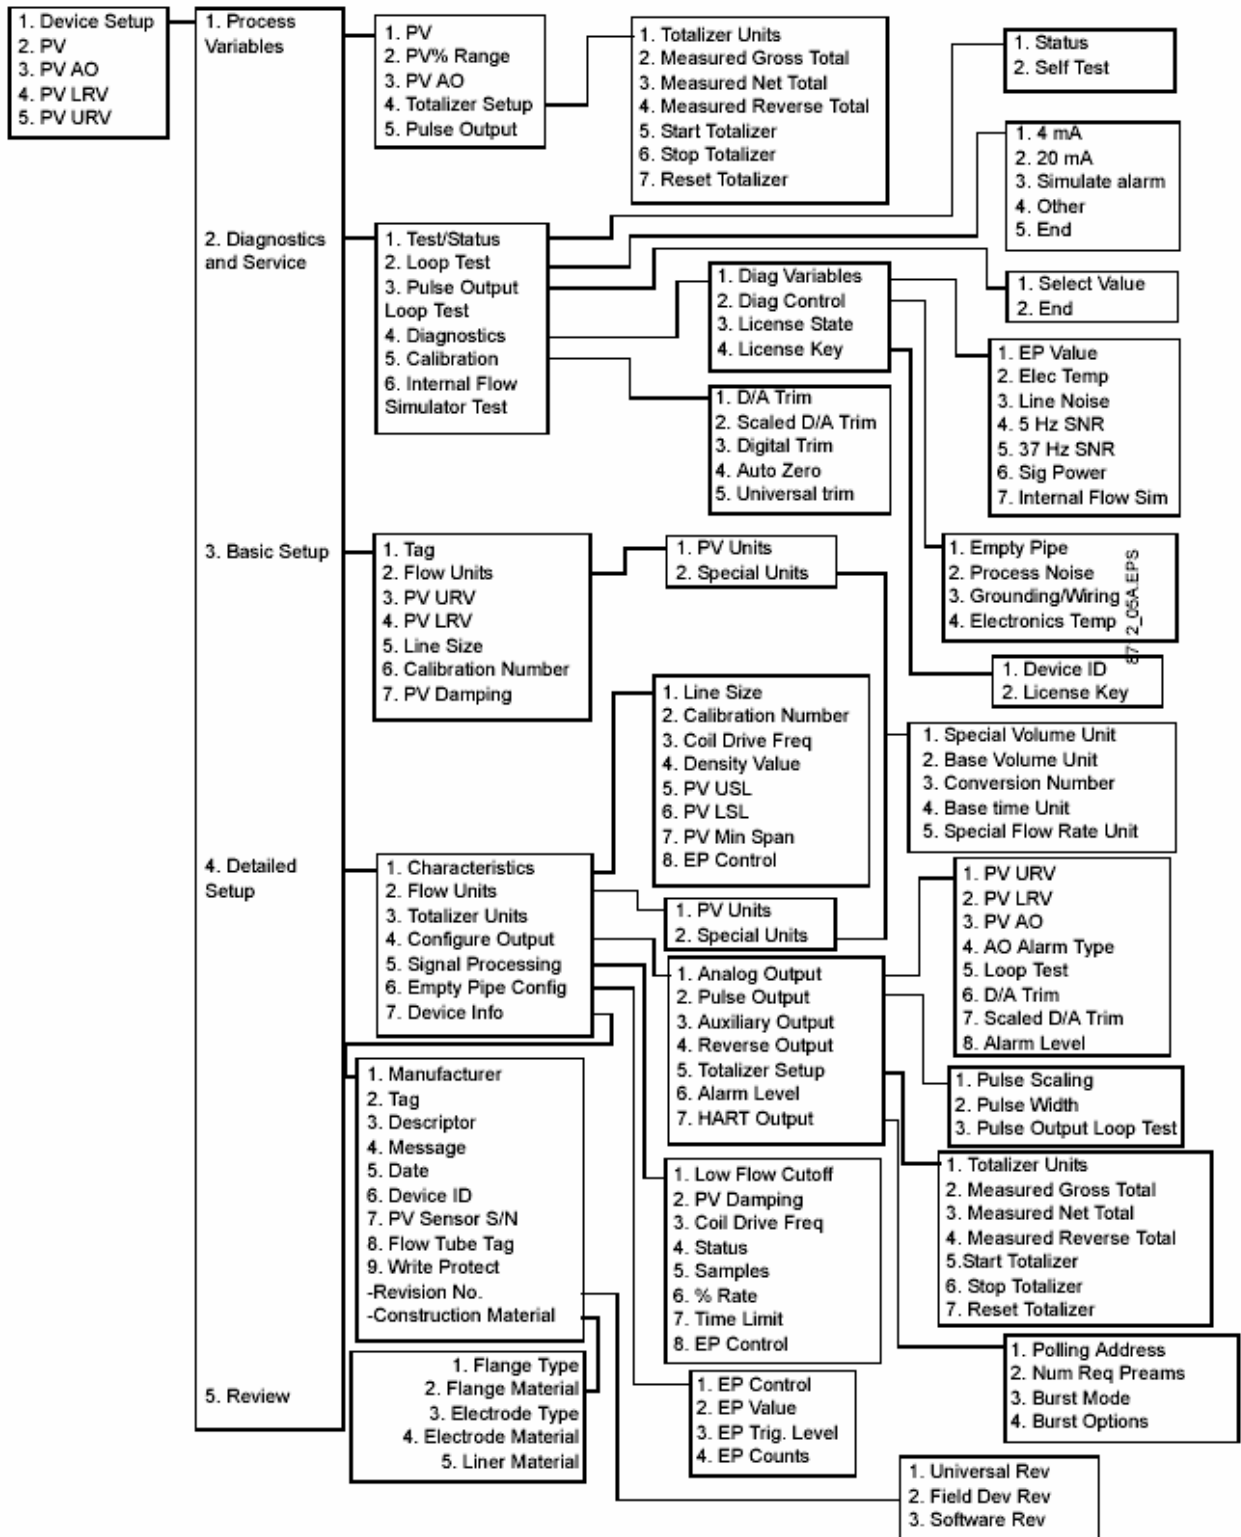 1. Device Setup
2. PV
3. PV AO
4. PV LRV
5. PV URV
1. Process
Variables
2. Diagnostics
and Service
3. Basic Setup
4. Detailed
Setup
5. Review
1. PV
2. PV% Range
3. PV AO
4. Totalizer Setup
5. Pulse Output
1. Totalizer Units
2. Measured Gross Total
3. Measured Net Total
4. Measured Reverse Total
5. Start Totalizer
6. Stop Totalizer
7. Reset Totalizer
1. Status
2. Self Test
1. 4 mA
2. 20 mA
3. Simulate alarm
4. Other
5. End
1. Test/Status
2. Loop Test
3. Pulse Output
Loop Test
4. Diagnostics
5. Calibration
6. Internal Flow
Simulator Test
1. Diag Variables
2. Diag Control
3. License State
4. License Key
1. Select Value
2. End
1. EP Value
2. Elec Temp
3. Line Noise
4. 5 Hz SNR
5. 37 Hz SNR
6. Sig Power
7. Internal Flow Sim
1. D/A Trim
2. Scaled D/A Trim
3. Digital Trim
4. Auto Zero
5. Universal trim
1. Empty Pipe
2. Process Noise
3. Grounding/Wiring
4. Electronics Temp
1. Device ID
2. License Key
1. Tag
2. Flow Units
3. PV URV
4. PV LRV
5. Line Size
6. Calibration Number
7. PV Damping
1. PV Units
2. Special Units
1. Special Volume Unit
2. Base Volume Unit
3. Conversion Number
4. Base time Unit
5. Special Flow Rate Unit
1. Line Size
2. Calibration Number
3. Coil Drive Freq
4. Density Value
5. PV USL
6. PV LSL
7. PV Min Span
8. EP Control
1. Characteristics
2. Flow Units
3. Totalizer Units
4. Configure Output
5. Signal Processing
6. Empty Pipe Config
7. Device Info
1. PV Units
2. Special Units
1. Analog Output
2. Pulse Output
3. Auxiliary Output
4. Reverse Output
5. Totalizer Setup
6. Alarm Level
7. HART Output
1. PV URV
2. PV LRV
3. PV AO
4. AO Alarm Type
5. Loop Test
6. D/A Trim
7. Scaled D/A Trim
8. Alarm Level
1. Pulse Scaling
2. Pulse Width
3. Pulse Output Loop Test
1. Totalizer Units
2. Measured Gross Total
3. Measured Net Total
4. Measured Reverse Total
5.Start Totalizer
6. Stop Totalizer
7. Reset Totalizer
1. Polling Address
2. Num Req Preams
3. Burst Mode
4. Burst Options
1. Low Flow Cutoff
2. PV Damping
3. Coil Drive Freq
4. Status
5. Samples
6. % Rate
7. Time Limit
8. EP Control
1. EP Control
2. EP Value
3. EP Trig. Level
4. EP Counts
1. Manufacturer
2. Tag
3. Descriptor
4. Message
5. Date
6. Device ID
7. PV Sensor S/N
8. Flow Tube Tag
9. Write Protect
-Revision No.
-Construction Material
1. Flange Type
2. Flange Material
3. Electrode Type
4. Electrode Material
5. Liner Material
1. Universal Rev
2. Field Dev Rev
3. Software Rev